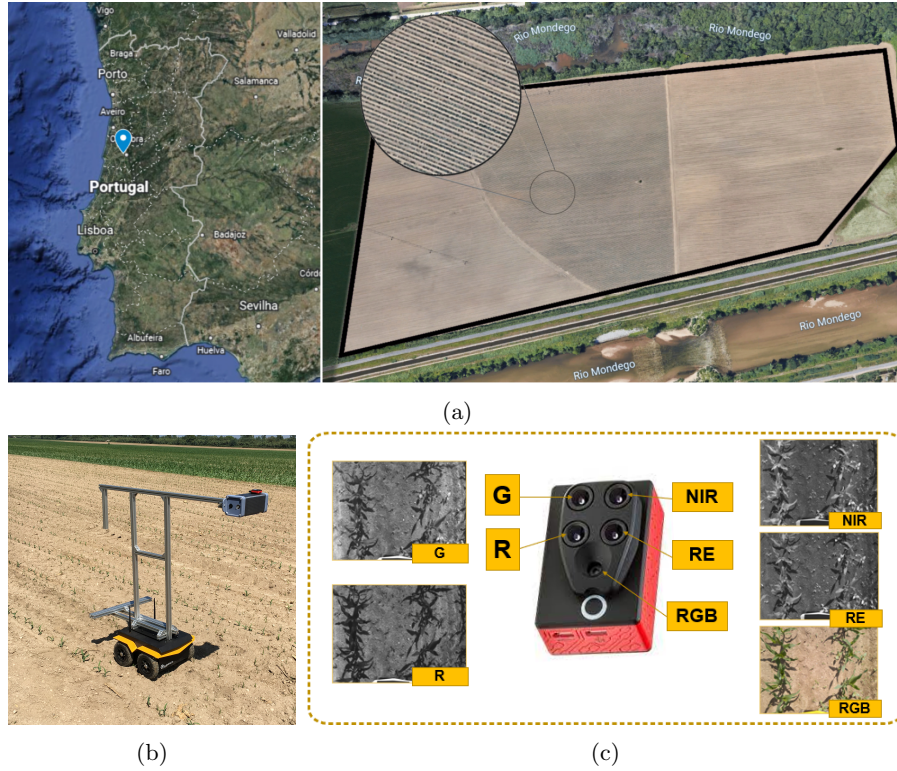 Vigo
Valladolid
Braga
Porto
Salamanca
Aveiro
Portugal
Lisboa
Badajoz
Sevilha
Albufeira
Huelva
Faro
Rio Mondego
Rio Mondego
Rio Mondego
Rio Mondego
(a)
G
R
G
R
NIR
RE
RGB
NIR
RE
RGB
(b)
(c)